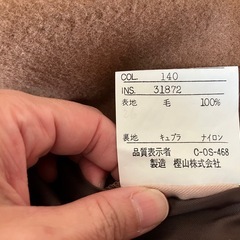 COL. 140
INS. 31872
表地 毛 100%
裏地 キュプラ ナイロン
品質表示者 C-OS-468
製造 樫山株式会社